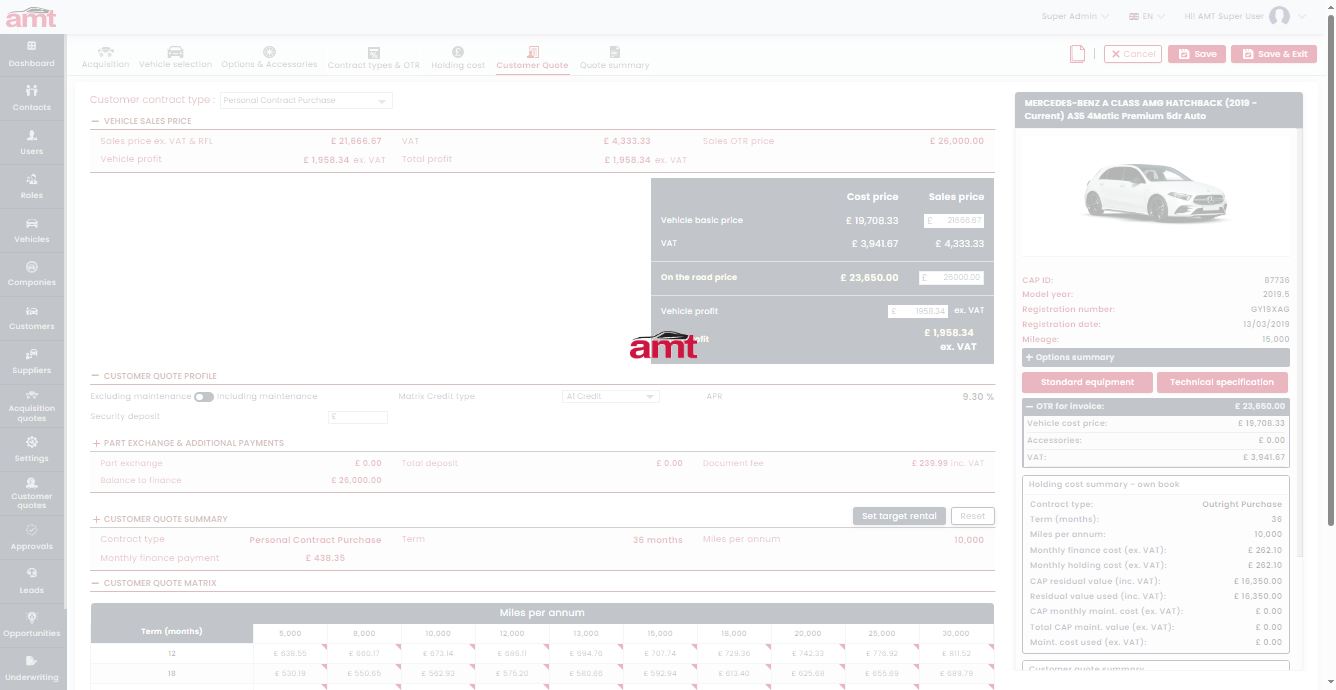 amt
Super Admin
EN
Hi! AMT Super User
Dashboard
Contacts
Users
Roles
Vehicles
Companies
Customers
Suppliers
Acquisition quotes
Settings
Customer quotes
Approvals
Leads
Opportunities
Underwriting
Acquisition
Vehicle selection
Options & Accessories
Contract types & OTR
Holding cost
Customer Quote
Quote summary
Cancel
Save
Save & Exit
Customer contract type : Personal Contract Purchase
VEHICLE SALES PRICE
Sales price ex. VAT & RFL £ 21,666.67 VAT £ 4,333.33 Sales OTR price £ 26,000.00
Vehicle profit £ 1,958.34 ex. VAT Total profit £ 1,958.34 ex. VAT
Cost price Sales price
Vehicle basic price £ 19,708.33 £ 21666.67
VAT £ 3,941.67 £ 4,333.33
On the road price £ 23,650.00 £ 26000.00
Vehicle profit £ 1958.34 ex. VAT
£ 1,958.34
ex. VAT
amt
CUSTOMER QUOTE PROFILE
Excluding maintenance Including maintenance Matrix Credit type A1 Credit APR 9.30 %
Security deposit £
PART EXCHANGE & ADDITIONAL PAYMENTS
Part exchange £ 0.00 Total deposit £ 0.00 Document fee £ 239.99 inc. VAT
Balance to finance £ 26,000.00
CUSTOMER QUOTE SUMMARY
Set target rental Reset
Contract type Personal Contract Purchase Term 36 months Miles per annum 10,000
Monthly finance payment £ 438.35
CUSTOMER QUOTE MATRIX
Miles per annum
Term (months) 5,000 8,000 10,000 12,000 13,000 15,000 18,000 20,000 25,000 30,000
12 £ 638.55 £ 660.17 £ 673.14 £ 686.11 £ 694.76 £ 707.74 £ 729.36 £ 742.33 £ 776.92 £ 811.52
18 £ 530.19 £ 550.65 £ 562.93 £ 575.20 £ 580.66 £ 592.94 £ 613.40 £ 625.68 £ 655.69 £ 688.79
MERCEDES-BENZ A CLASS AMG HATCHBACK (2019 -
Current) A35 4Matic Premium 5dr Auto
CAP ID: 87736
Model year: 2019.5
Registration number: GY19XAG
Registration date: 13/03/2019
Mileage: 15,000
Options summary
Standard equipment
Technical specification
OTR for invoice: £ 23,650.00
Vehicle cost price: £ 19,708.33
Accessories: £ 0.00
VAT: £ 3,941.67
Holding cost summary - own book
Contract type: Outright Purchase
Term (months): 36
Miles per annum: 10,000
Monthly finance cost (ex. VAT): £ 262.10
Monthly holding cost (ex. VAT): £ 262.10
CAP residual value (inc. VAT): £ 16,350.00
Residual value used (inc. VAT): £ 16,350.00
CAP monthly maint. cost (ex. VAT): £ 0.00
Total CAP maint. value (ex. VAT): £ 0.00
Maint. cost used (ex. VAT): £ 0.00
Customer quote summary